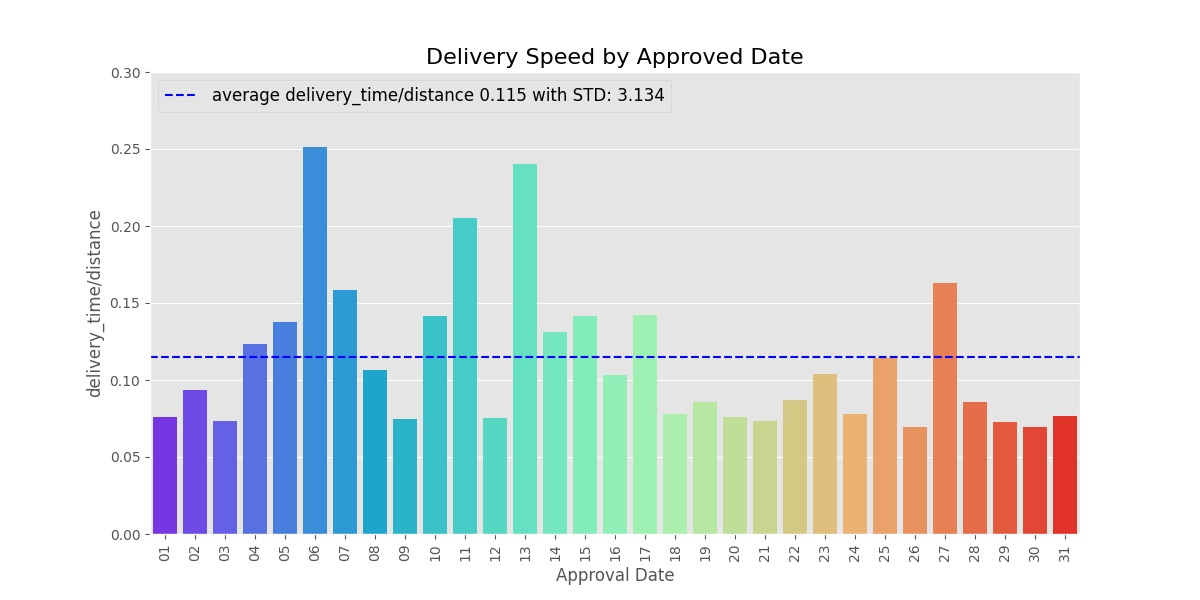 Delivery Speed by Approved Date
average delivery_time/distance 0.115 with STD: 3.134
delivery_time/distance
0.30
0.25
0.20
0.15
0.10
0.05
0.00
01 02 03 04 05 06 07 08 09 10 11 12 13 14 15 16 17 18 19 20 21 22 23 24 25 26 27 28 29 30 31
Approval Date